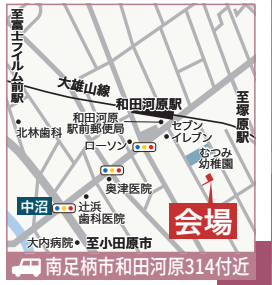 至富士フイルム前駅
大雄山線
和田河原駅
至塚原駅
和田河原
駅前郵便局
セブン
イレブン
北林歯科
ローソン
むつみ
幼稚園
奥津医院
中沼
辻浜
歯科医院
会場
大内病院
至小田原市
南足柄市和田河原314付近